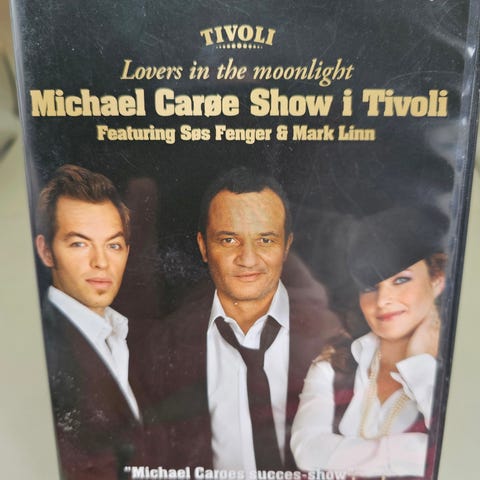 TIVOLI
Lovers in the moonlight
Michael Carøe Show i Tivoli
Featuring Søs Fenger & Mark Linn
"Michael Carøes succes-show"